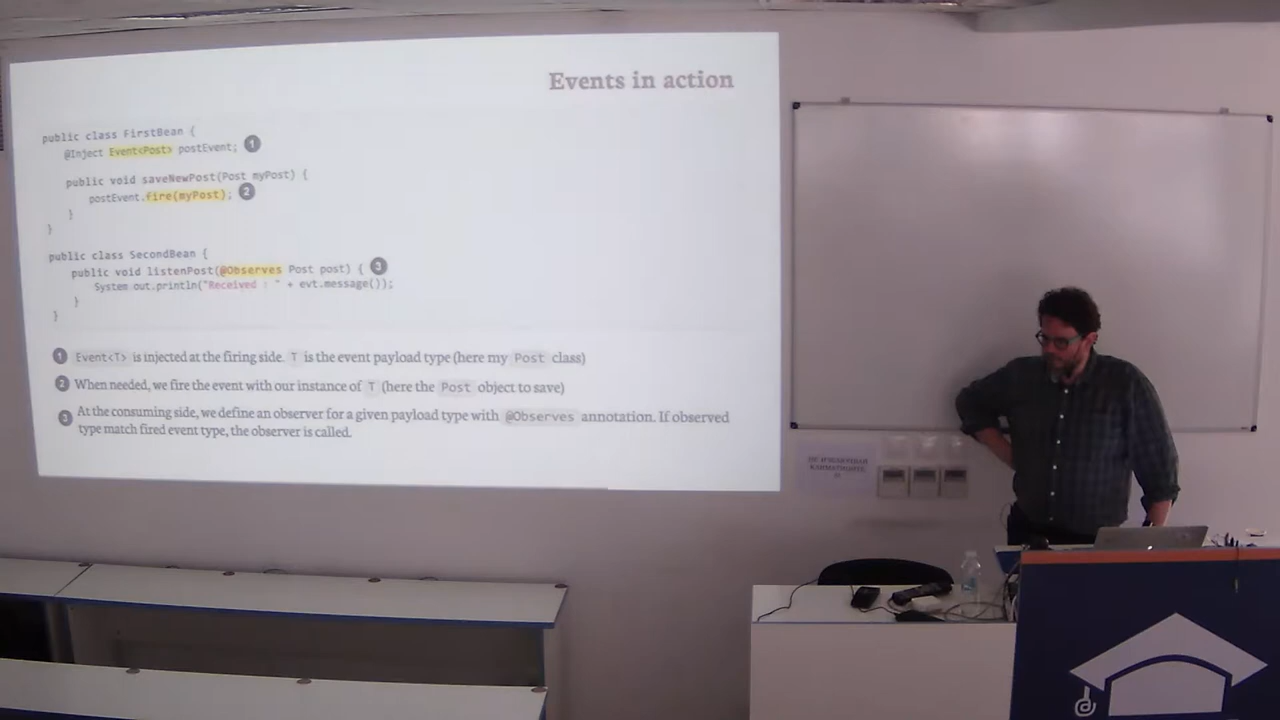 Events in action
public class FirstBean {
@Inject Event<Post> postEvent; 1
public void saveNewPost(Post myPost) {
postEvent.fire(myPost); 2
}
}
public class SecondBean {
public void listenPost(@Observes Post post) { 3
System out.println("Received : " + evt.message());
}
}
1 Event<T> is injected at the firing side. T is the event payload type (here my Post class)
2 When needed, we fire the event with our instance of T (here the Post object to save)
3 At the consuming side, we define an observer for a given payload type with @Observes annotation. If observed
type match fired event type, the observer is called.
НЕ ИЗКЛЮЧВАЙ
КЛИМАТИЦИТЕ